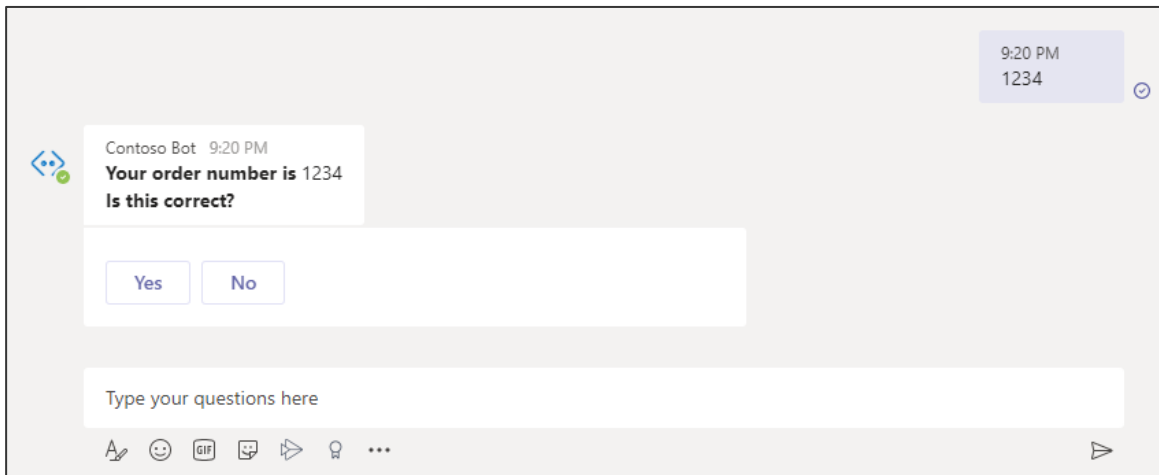 9:20 PM
1234
Contoso Bot 9:20 PM
Your order number is 1234
Is this correct?
Yes No
Type your questions here
GIF